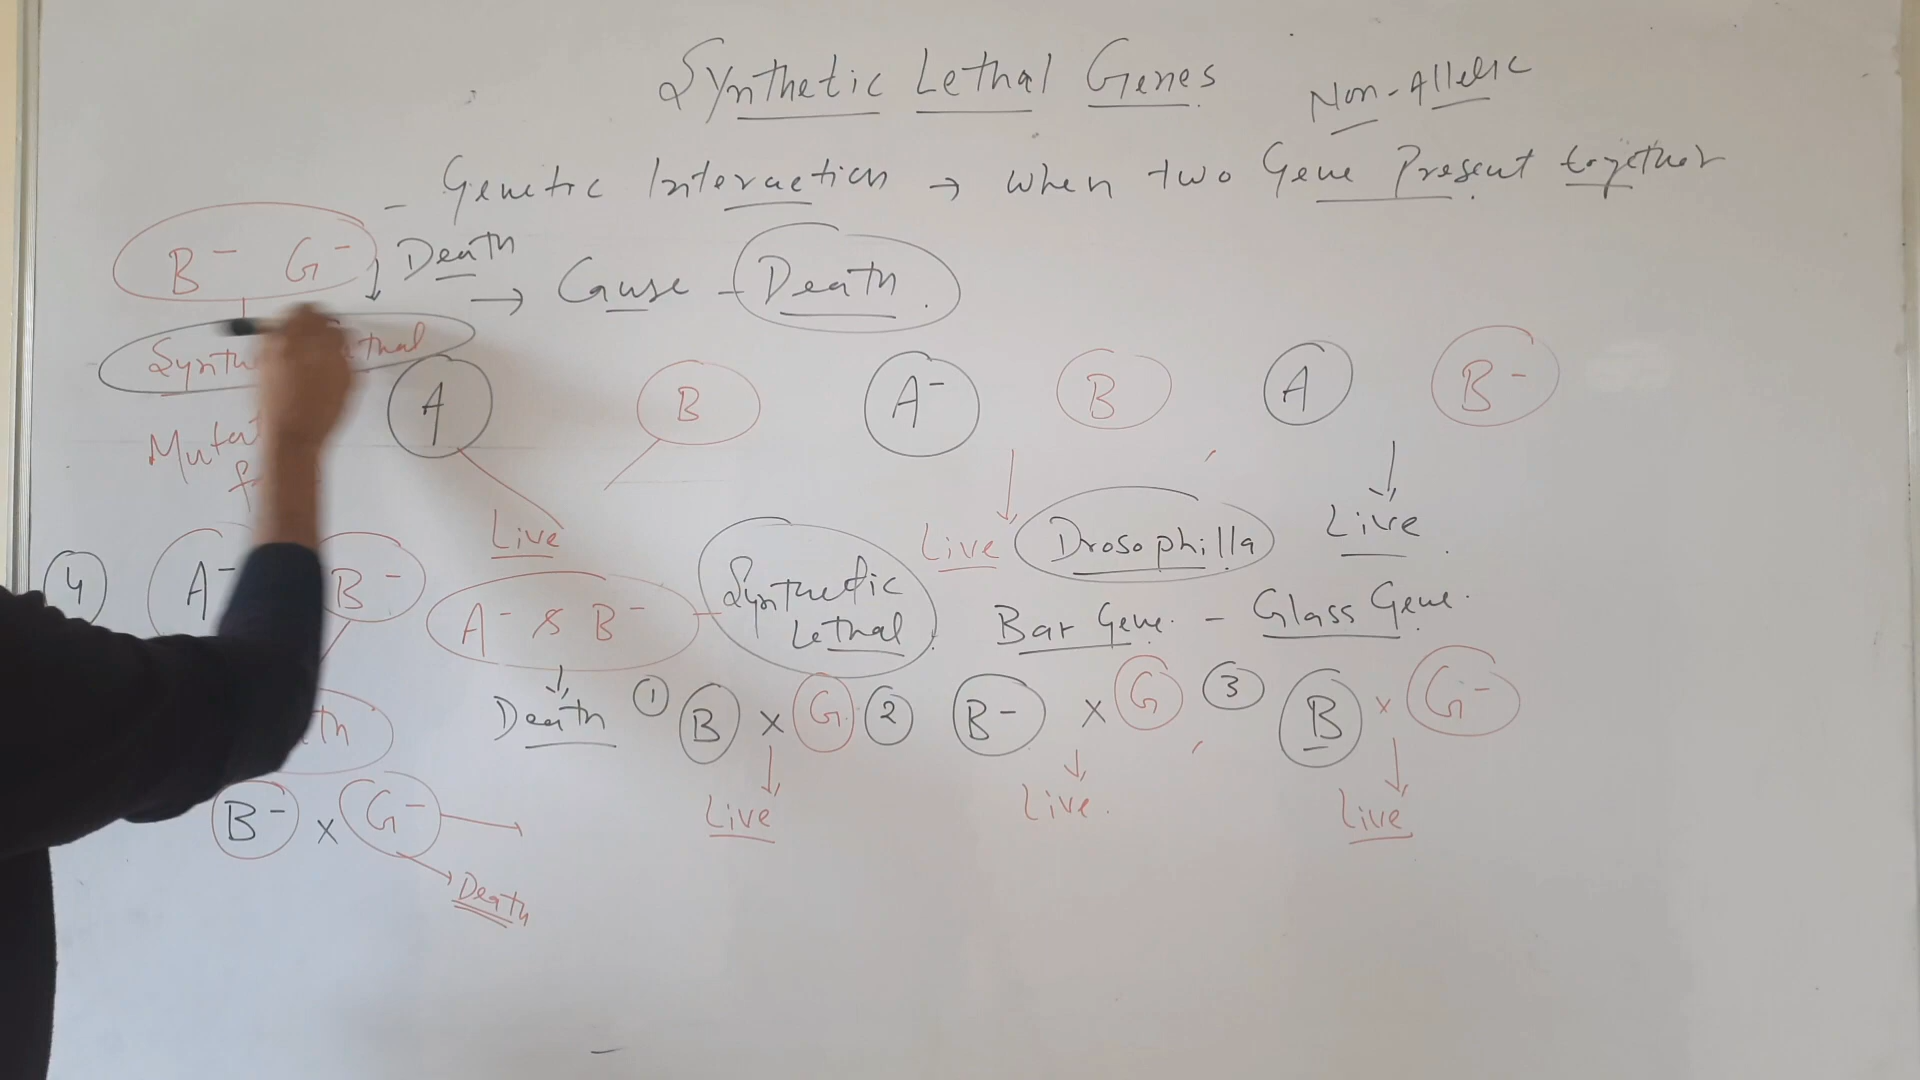 Synthetic Lethal Genes
Non-Allelic
- Genetic Interaction → When two Gene Present together
B⁻ G⁻ ↓ Death
→ Cause - Death.
A B A⁻ B A B⁻
Live Live Live.
Drosophilla
4 A⁻ B⁻
A⁻ & B⁻ - Synthetic Lethal
Bar Gene. - Glass Gene.
Death
1 B x G 2 B⁻ x G 3 B x G⁻
Live Live. Live
B⁻ x G⁻ →
Death